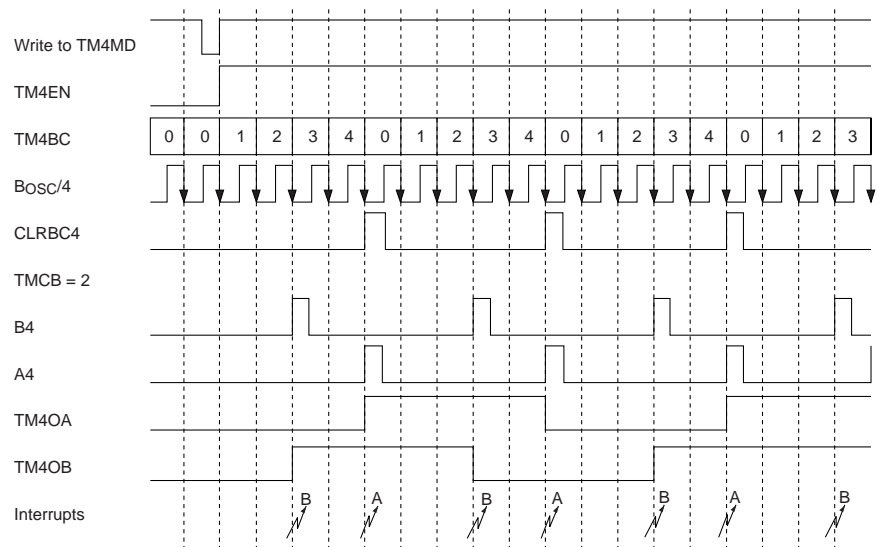 Write to TM4MD
TM4EN
TM4BC 0 0 1 2 3 4 0 1 2 3 4 0 1 2 3 4 0 1 2 3
BOSC/4
CLRBC4
TMCB = 2
B4
A4
TM4OA
TM4OB
B A B A B A B
Interrupts